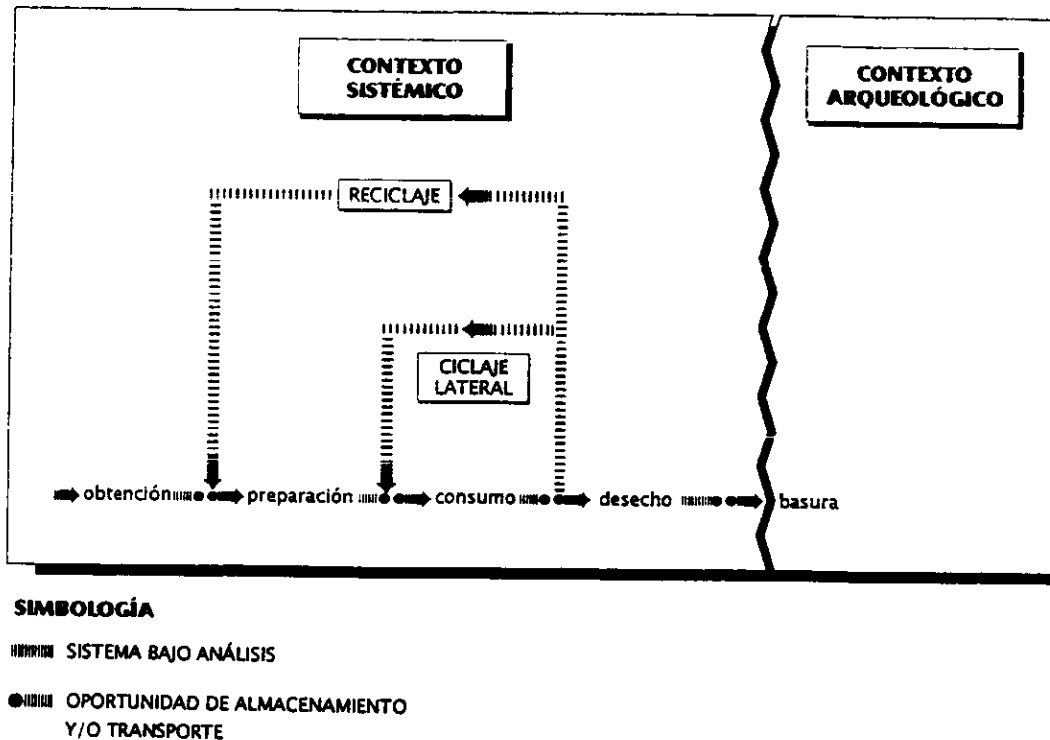 CONTEXTO
SISTÉMICO
CONTEXTO
ARQUEOLÓGICO
RECICLAJE
CICLAJE
LATERAL
obtención preparación consumo desecho basura
SIMBOLOGÍA
SISTEMA BAJO ANÁLISIS
OPORTUNIDAD DE ALMACENAMIENTO
Y/O TRANSPORTE